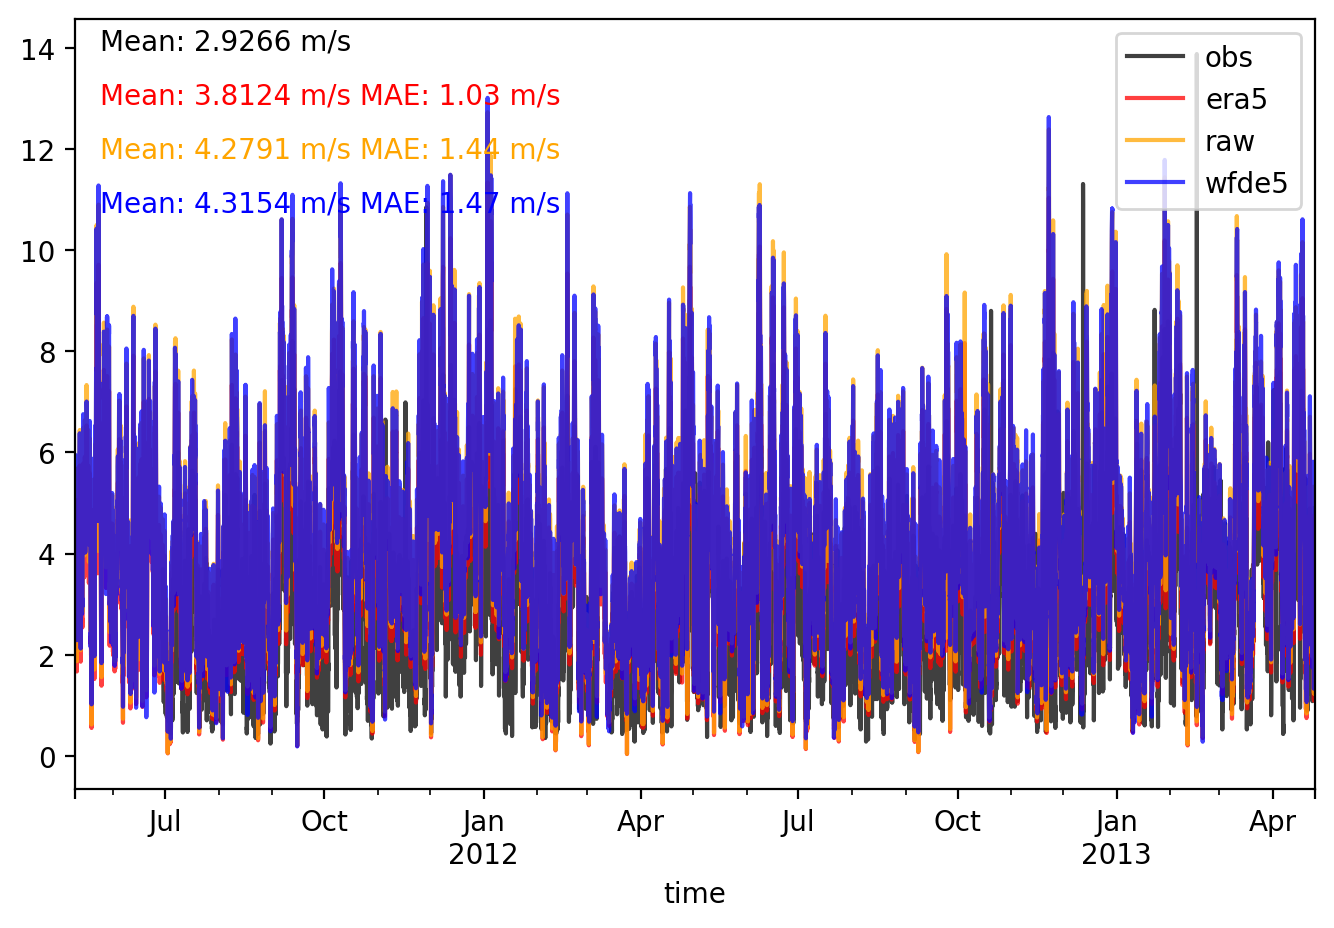 Mean: 2.9266 m/s
Mean: 3.8124 m/s MAE: 1.03 m/s
Mean: 4.2791 m/s MAE: 1.44 m/s
Mean: 4.3154 m/s MAE: 1.47 m/s
obs
era5
raw
wfde5
14
12
10
8
6
4
2
0
Jul Oct Jan Apr Jul Oct Jan Apr
2012 2013
time